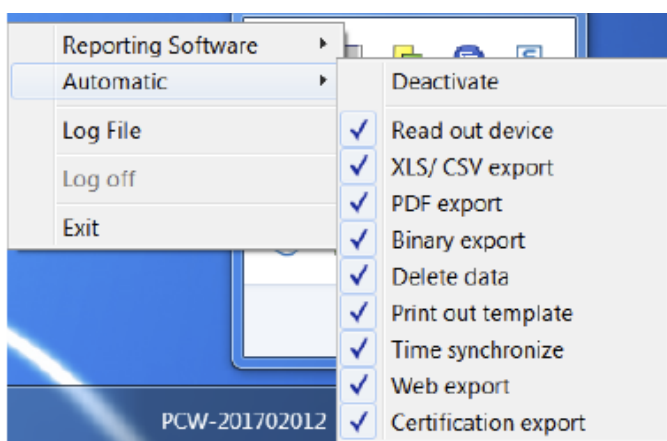 Reporting Software
Automatic
Log File
Log off
Exit
Deactivate
Read out device
XLS/ CSV export
PDF export
Binary export
Delete data
Print out template
Time synchronize
Web export
Certification export
PCW-201702012